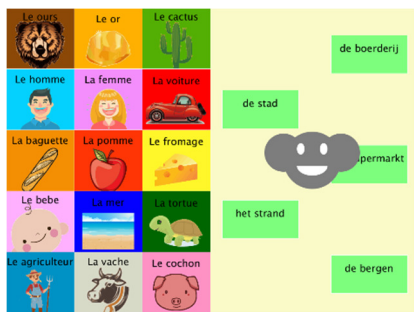 Le ours
Le or
Le cactus
Le homme
La femme
La voiture
La baguette
La pomme
Le fromage
Le bebe
La mer
La tortue
Le agriculteur
La vache
Le cochon
de boerderij
de stad
permarkt
het strand
de bergen